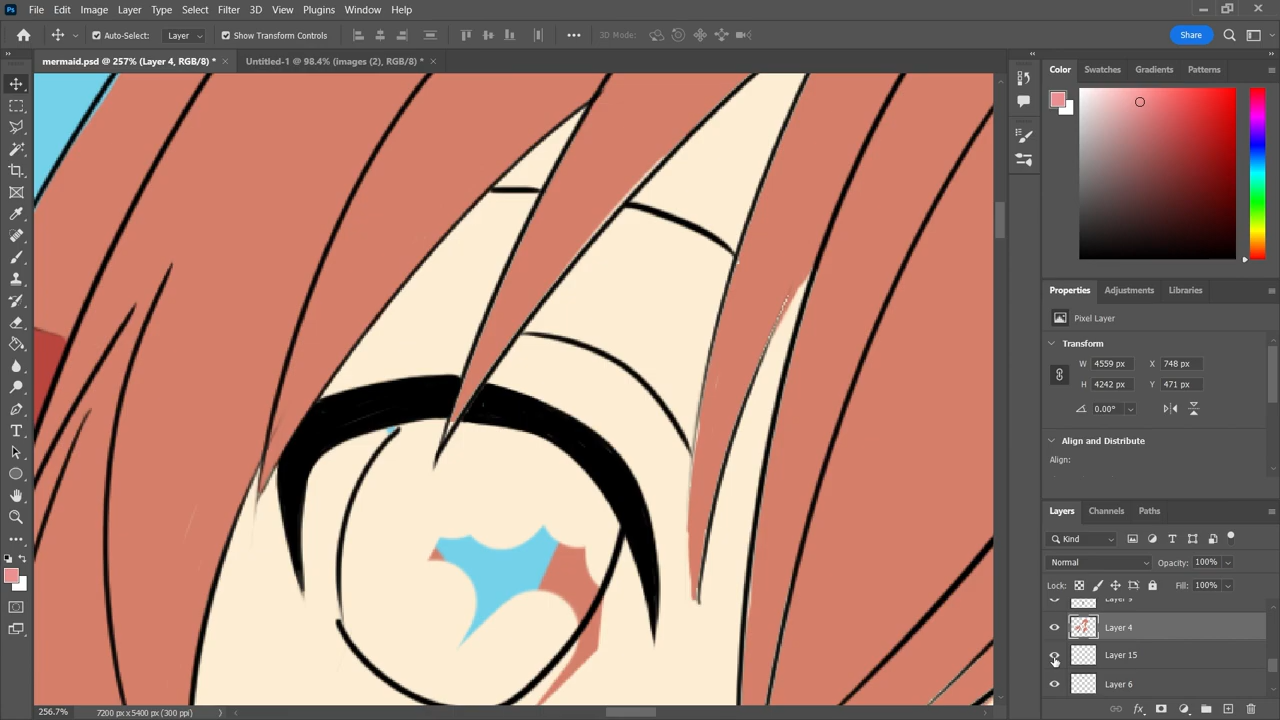 Ps File Edit Image Layer Type Select Filter 3D View Plugins Window Help
Auto-Select: Layer Show Transform Controls 3D Mode: Share
mermaid.psd @ 257% (Layer 4, RGB/8) * × Untitled-1 @ 98.4% (images (2), RGB/8) * ×
Color Swatches Gradients Patterns
Properties Adjustments Libraries
Pixel Layer
Transform
W 4559 px X 748 px
H 4242 px Y 471 px
0.00°
Align and Distribute
Align:
Layers Channels Paths
Kind
Normal Opacity: 100%
Lock: Fill: 100%
Layer 9
Layer 4
Layer 15
Layer 6
256.7% 7200 px x 5400 px (300 ppi)